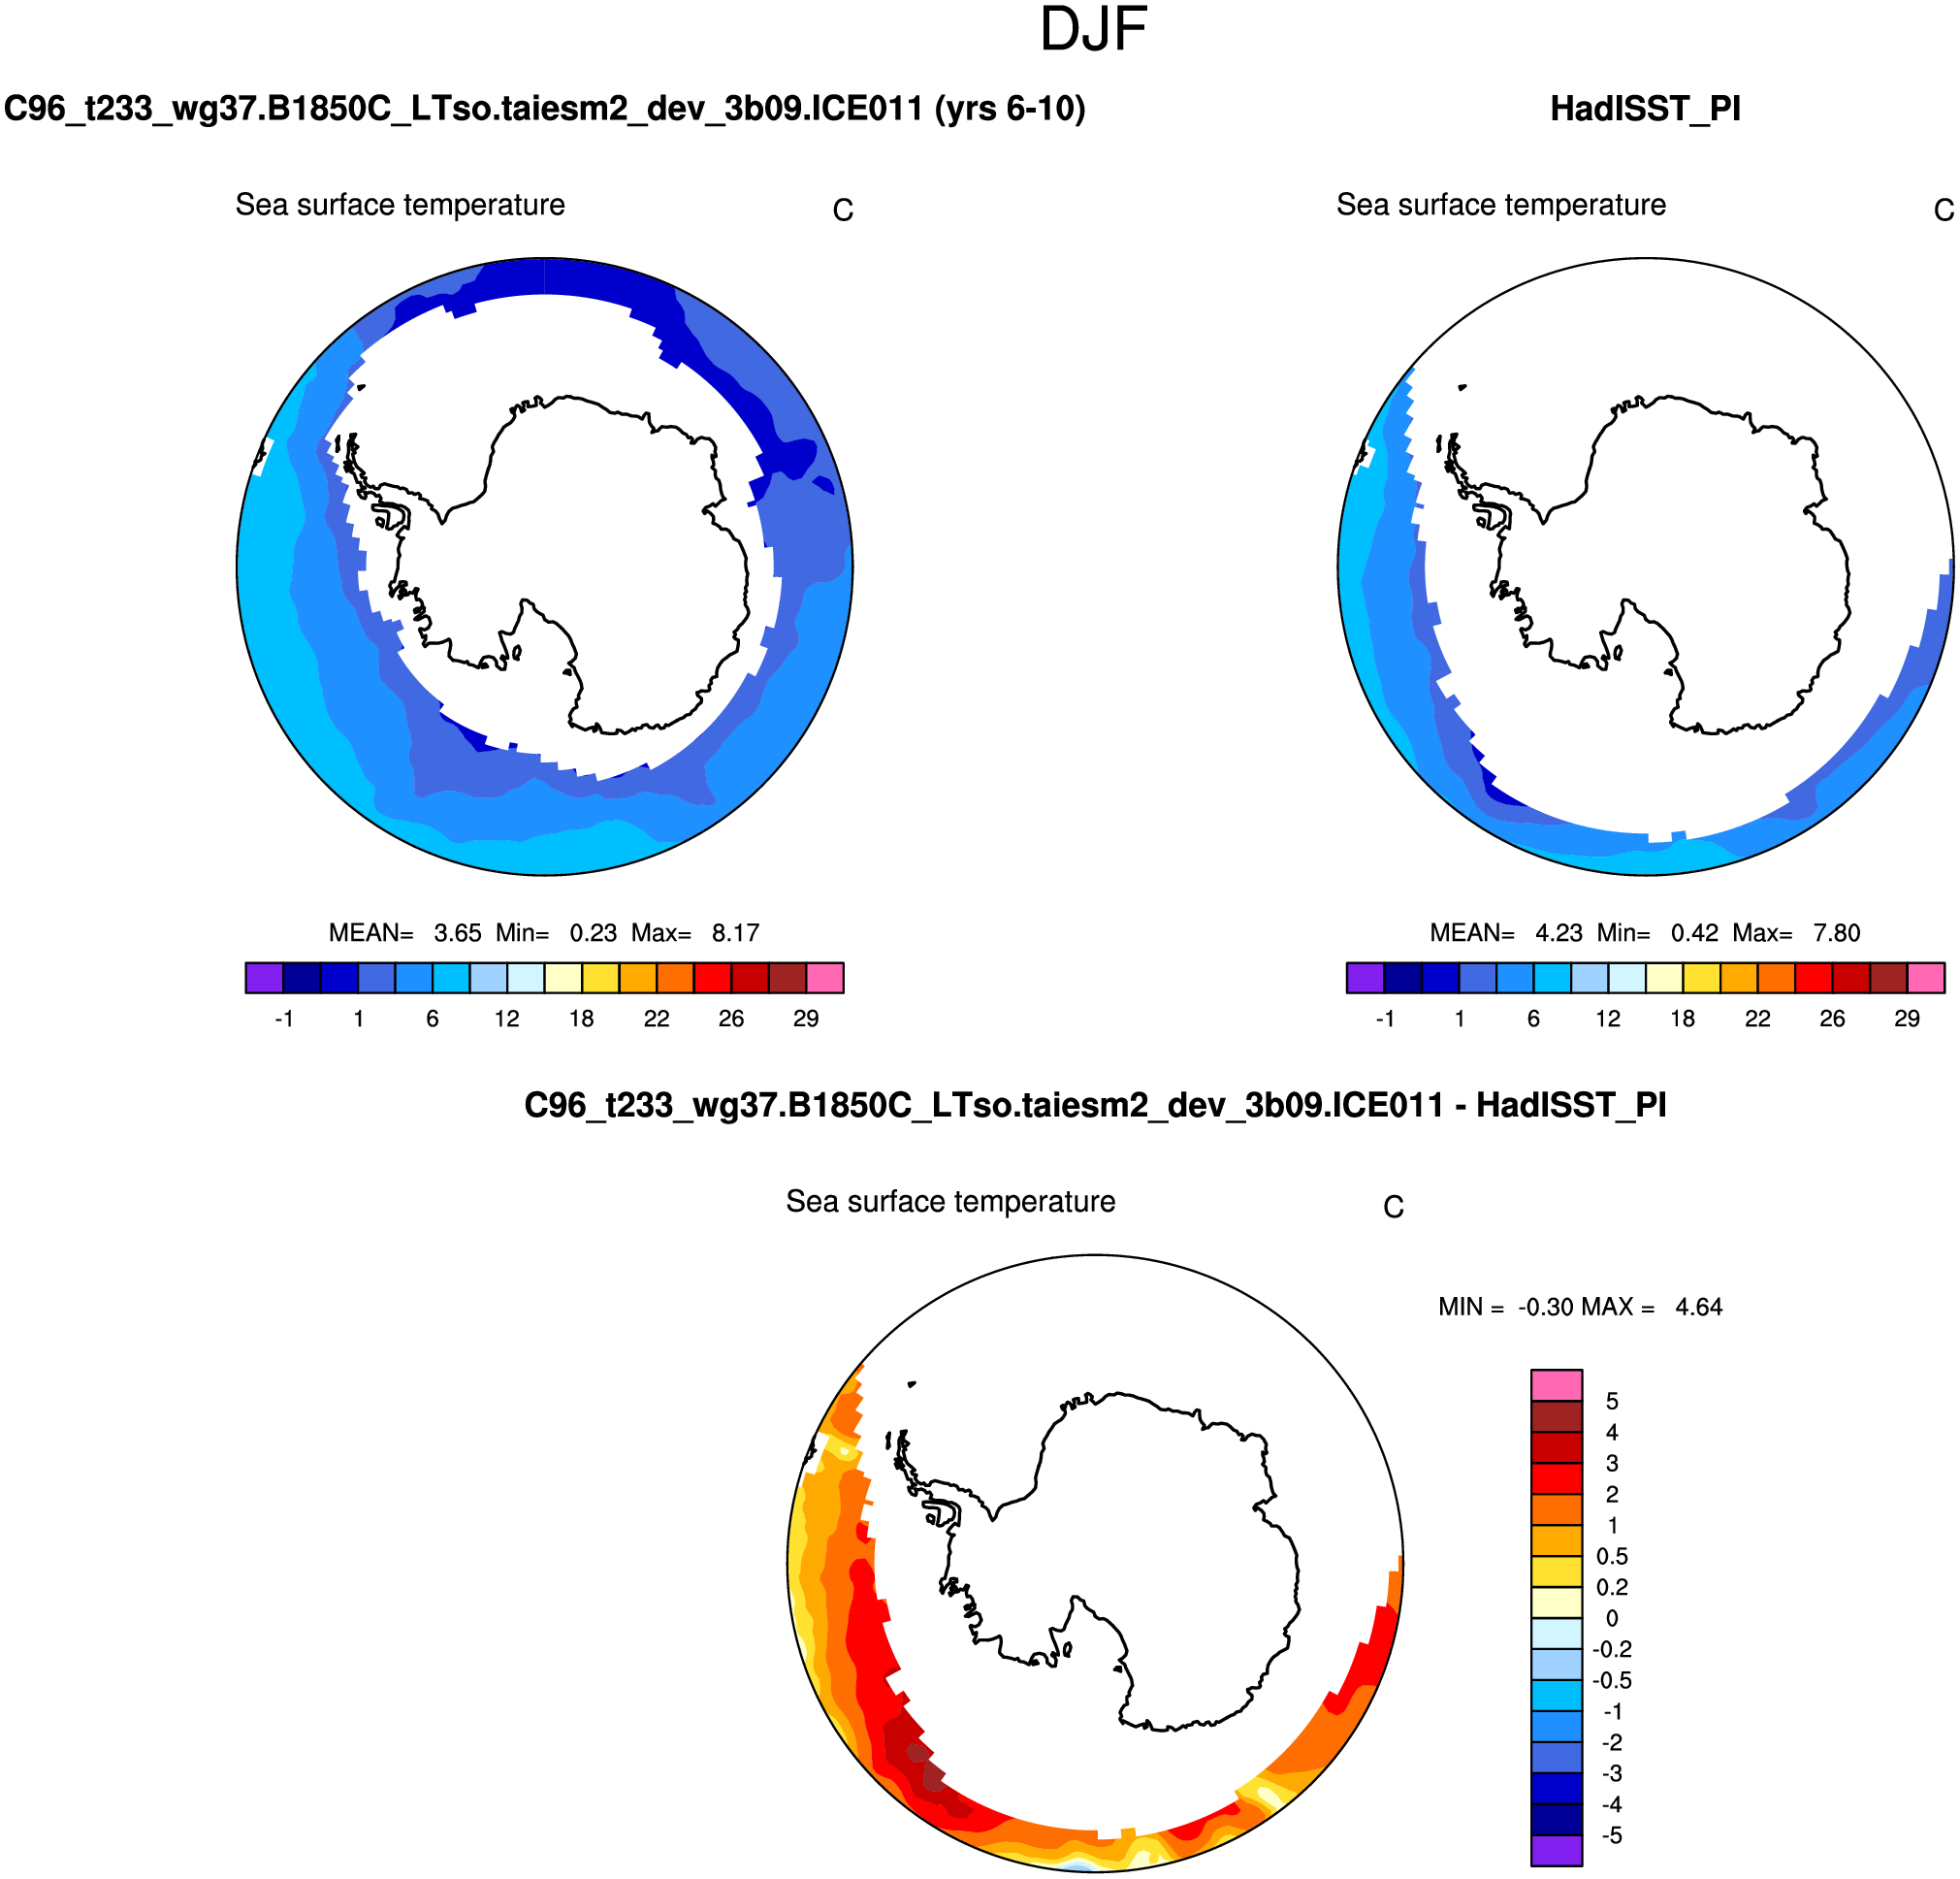 DJF
C96_t233_wg37.B1850C_LTso.taiesm2_dev_3b09.ICE011 (yrs 6-10)
HadISST_PI
Sea surface temperature C
Sea surface temperature C
MEAN= 3.65 Min= 0.23 Max= 8.17
MEAN= 4.23 Min= 0.42 Max= 7.80
-1 1 6 12 18 22 26 29
-1 1 6 12 18 22 26 29
C96_t233_wg37.B1850C_LTso.taiesm2_dev_3b09.ICE011 - HadISST_PI
Sea surface temperature C
MIN = -0.30 MAX = 4.64
5
4
3
2
1
0.5
0.2
0
-0.2
-0.5
-1
-2
-3
-4
-5